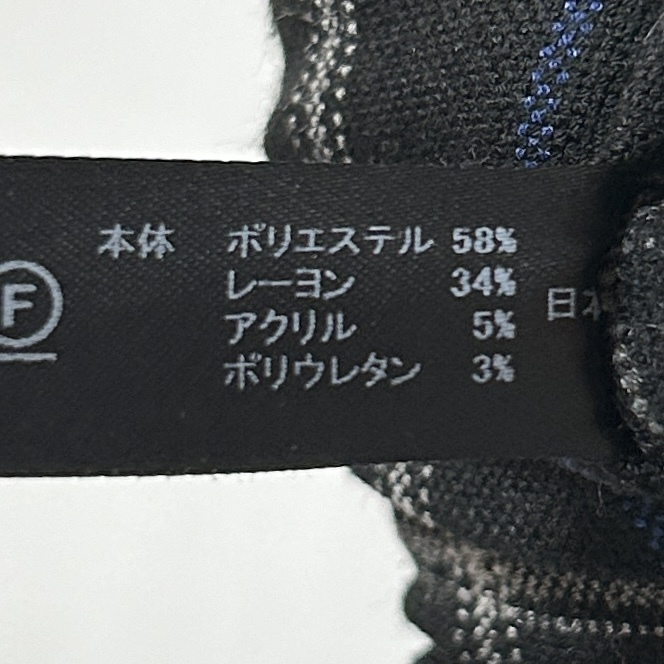 F
本体 ポリエステル 58%
レーヨン 34%
アクリル 5%
ポリウレタン 3%
日本